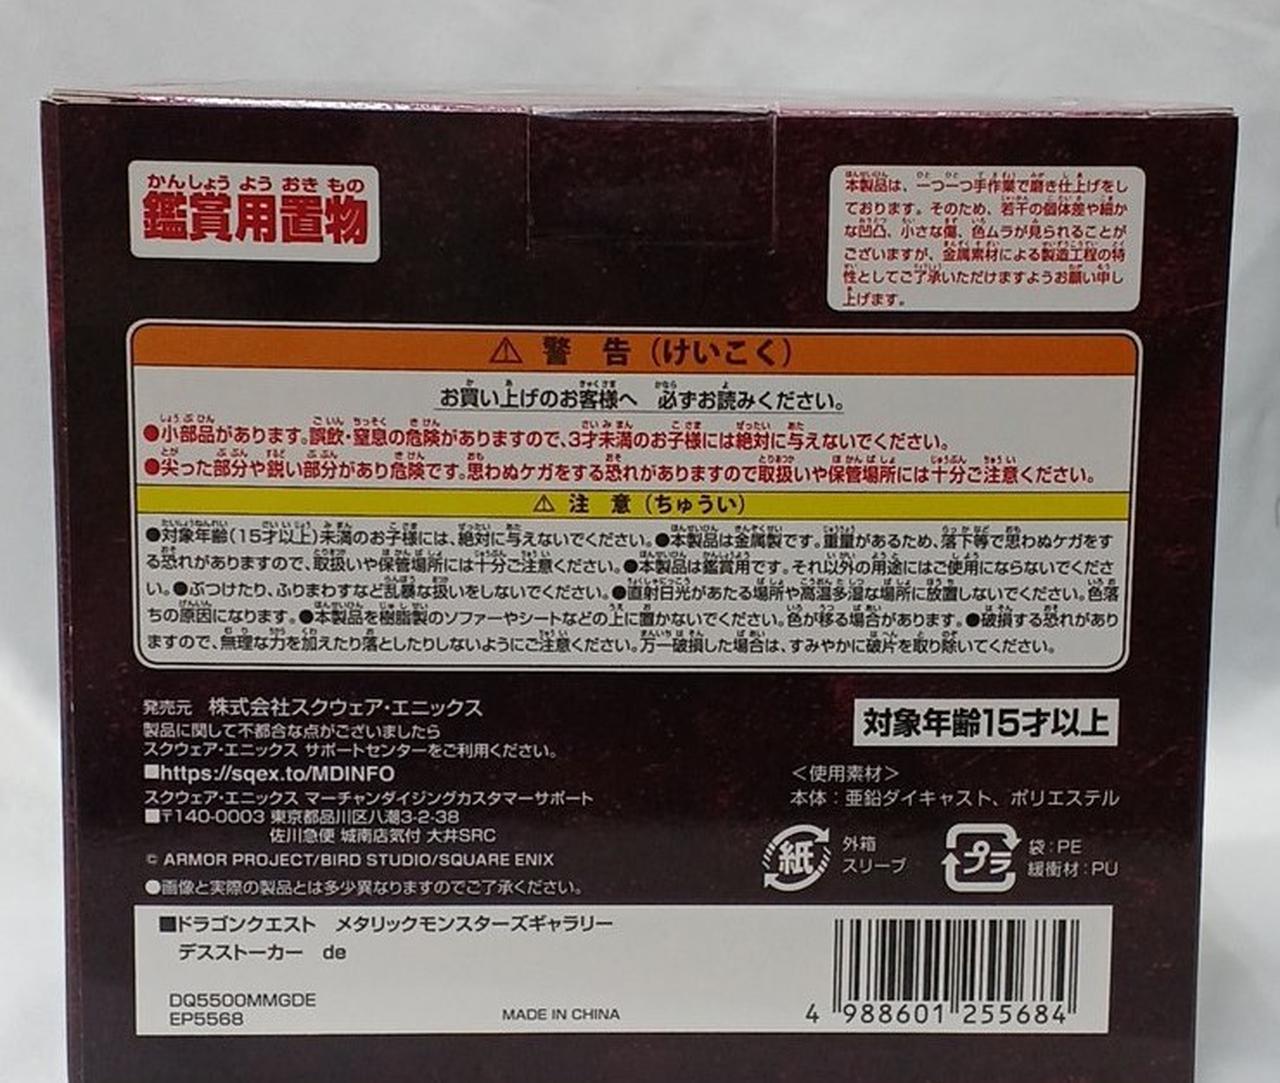 鑑賞用置物
本製品は、一つ一つ手作業で磨き仕上げをし
ております。そのため、若干の個体差や細か
な凹凸、小さな傷、色ムラが見られることが
ございますが、金属素材による製造工程の特
性としてご了承いただけますようお願い申し
上げます。
⚠ 警 告（けいこく）
お買い上げのお客様へ 必ずお読みください。
●小部品があります。誤飲・窒息の危険がありますので、3才未満のお子様には絶対に与えないでください。
●尖った部分や鋭い部分があり危険です。思わぬケガをする恐れがありますので取扱いや保管場所には十分ご注意ください。
⚠ 注 意（ちゅうい）
●対象年齢（15才以上）未満のお子様には、絶対に与えないでください。●本製品は金属製です。重量があるため、落下等で思わぬケガをす
る恐れがありますので、取扱いや保管場所には十分ご注意ください。●本製品は鑑賞用です。それ以外の用途にはご使用にならないでくださ
い。●ぶつけたり、ふりまわすなど乱暴な扱いをしないでください。●直射日光があたる場所や高温多湿な場所に放置しないでください。色落
ちの原因になります。●本製品を樹脂製のソファーやシートなどの上に置かないでください。色が移る場合があります。●破損する恐れがあり
ますので、無理な力を加えたり落としたりしないようにご注意ください。万一破損した場合は、すみやかに破片を取り除いてください。
発売元 株式会社スクウェア・エニックス
製品に関して不都合な点がございましたら
スクウェア・エニックス サポートセンターをご利用ください。
■https://sqex.to/MDINFO
スクウェア・エニックス マーチャンダイジングカスタマーサポート
■〒140-0003 東京都品川区八潮3-2-38
佐川急便 城南店気付 大井SRC
© ARMOR PROJECT/BIRD STUDIO/SQUARE ENIX
●画像と実際の製品とは多少異なりますのでご了承ください。
対象年齢15才以上
＜使用素材＞
本体：亜鉛ダイキャスト、ポリエステル
紙
外箱
スリーブ
プラ
袋：PE
緩衝材：PU
■ドラゴンクエスト メタリックモンスターズギャラリー
デスストーカー de
DQ5500MMGDE
EP5568
MADE IN CHINA
4 988601 255684